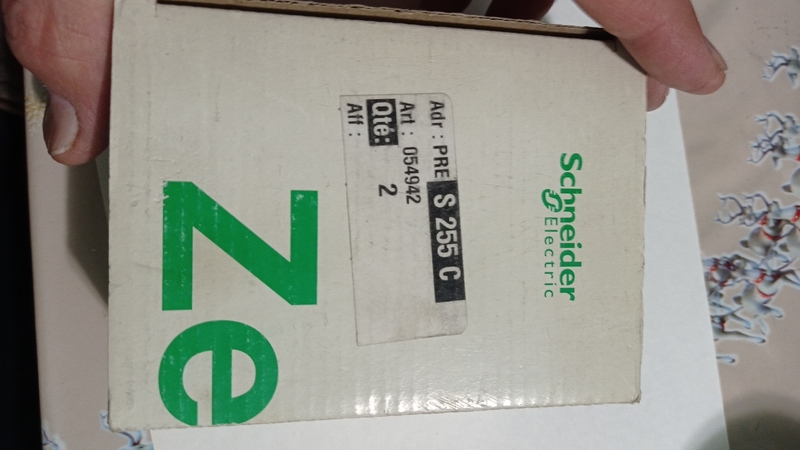 Schneider
Electric
Adr : PRE S 255 C
Art : 054942
Qté: 2
Aff :
Ze